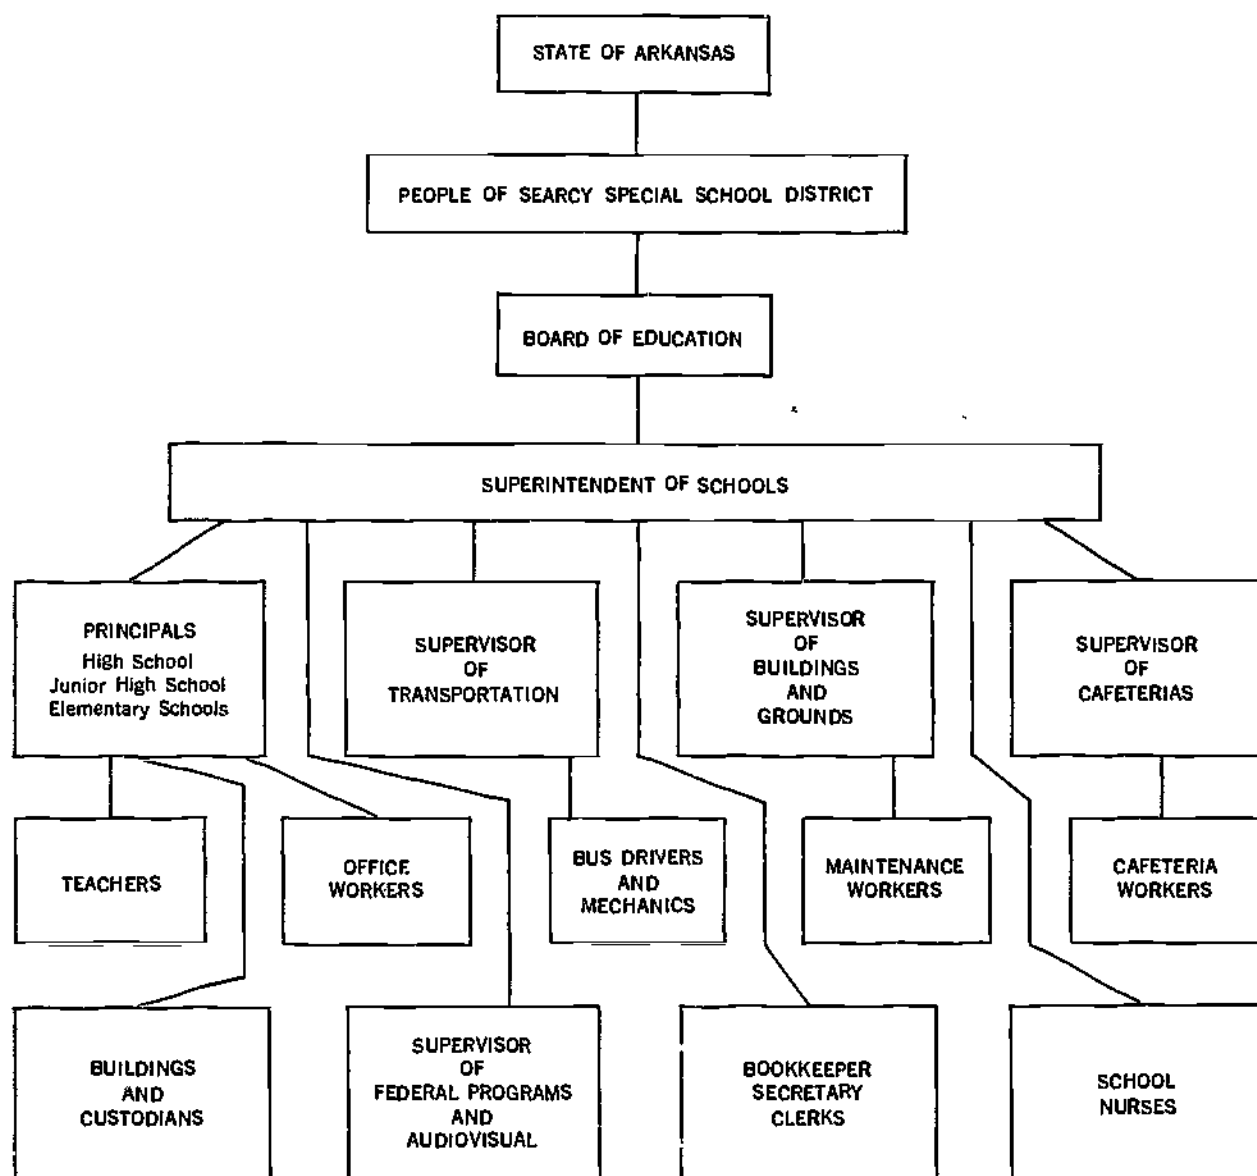 STATE OF ARKANSAS
PEOPLE OF SEARCY SPECIAL SCHOOL DISTRICT
BOARD OF EDUCATION
SUPERINTENDENT OF SCHOOLS
PRINCIPALS
High School
Junior High School
Elementary Schools
SUPERVISOR
OF
TRANSPORTATION
SUPERVISOR
OF
BUILDINGS
AND
GROUNDS
SUPERVISOR
OF
CAFETERIAS
TEACHERS
OFFICE
WORKERS
BUS DRIVERS
AND
MECHANICS
MAINTENANCE
WORKERS
CAFETERIA
WORKERS
BUILDINGS
AND
CUSTODIANS
SUPERVISOR
OF
FEDERAL PROGRAMS
AND
AUDIOVISUAL
BOOKKEEPER
SECRETARY
CLERKS
SCHOOL
NURSES